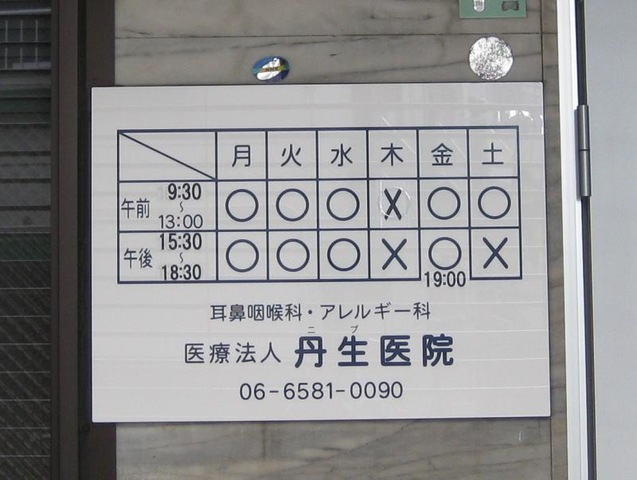 月 火 水 木 金 土
午前 9:30～13:00 ○ ○ ○ X ○ ○
午後 15:30～18:30 ○ ○ ○ X ○ X
19:00
耳鼻咽喉科・アレルギー科
ニブ
医療法人 丹生医院
06-6581-0090